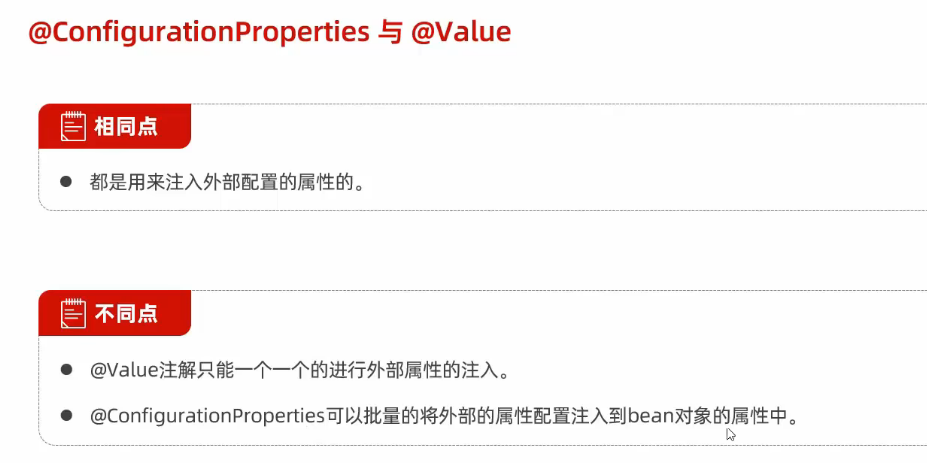 @ConfigurationProperties 与 @Value
相同点
都是用来注入外部配置的属性的。
不同点
@Value注解只能一个一个的进行外部属性的注入。
@ConfigurationProperties可以批量的将外部的属性配置注入到bean对象的属性中。